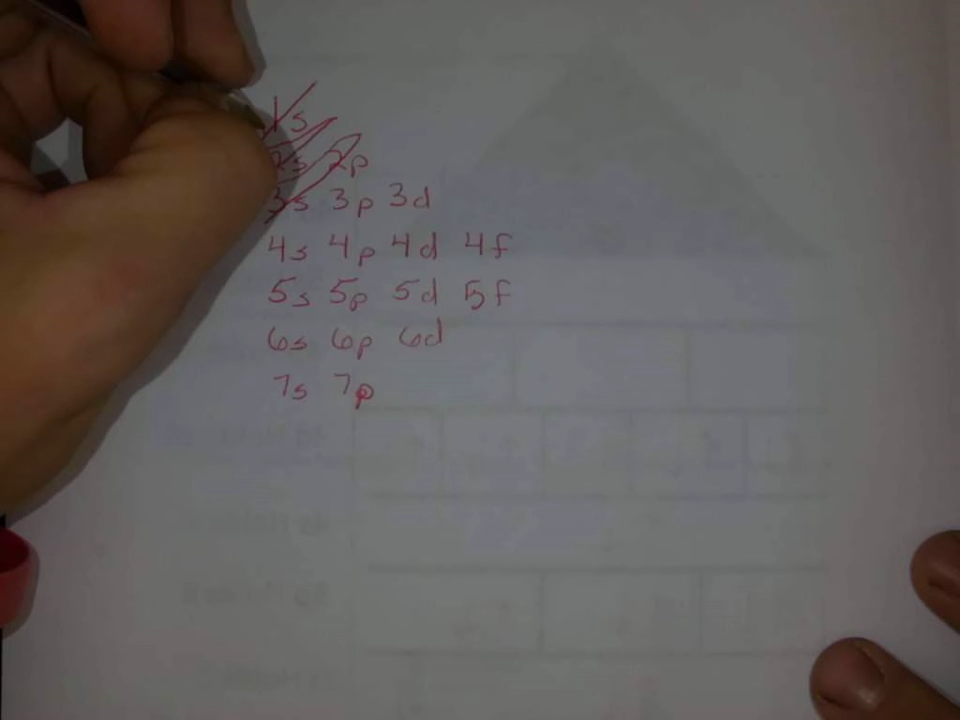 1s
2s 2p
3s 3p 3d
4s 4p 4d 4f
5s 5p 5d 5f
6s 6p 6d
7s 7p